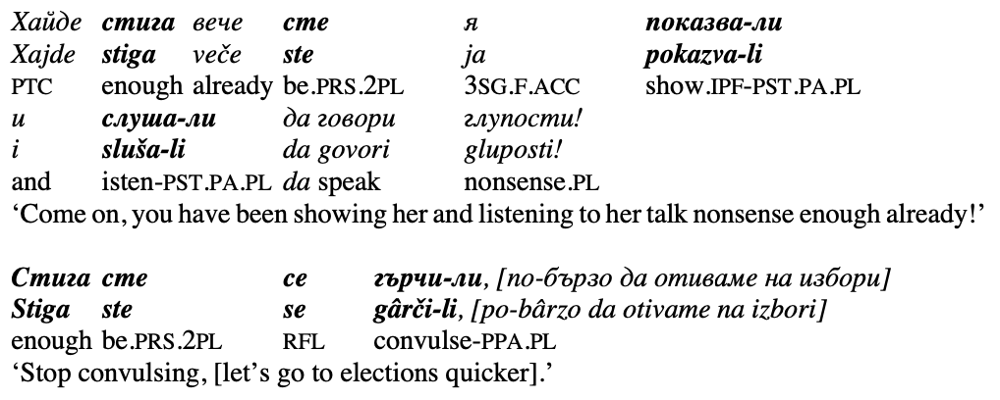 Хайде стига вече сте я показва-ли
Xajde stiga veče ste ja pokazva-li
PTC enough already be.PRS.2PL 3SG.F.ACC show.IPF-PST.PA.PL
и слуша-ли да говори глупости!
i sluša-li da govori gluposti!
and isten-PST.PA.PL da speak nonsense.PL
‘Come on, you have been showing her and listening to her talk nonsense enough already!’
Стига сте се гърчи-ли, [по-бързо да отиваме на избори]
Stiga ste se gârči-li, [po-bârzo da otivame na izbori]
enough be.PRS.2PL RFL convulse-PPA.PL
‘Stop convulsing, [let’s go to elections quicker].’